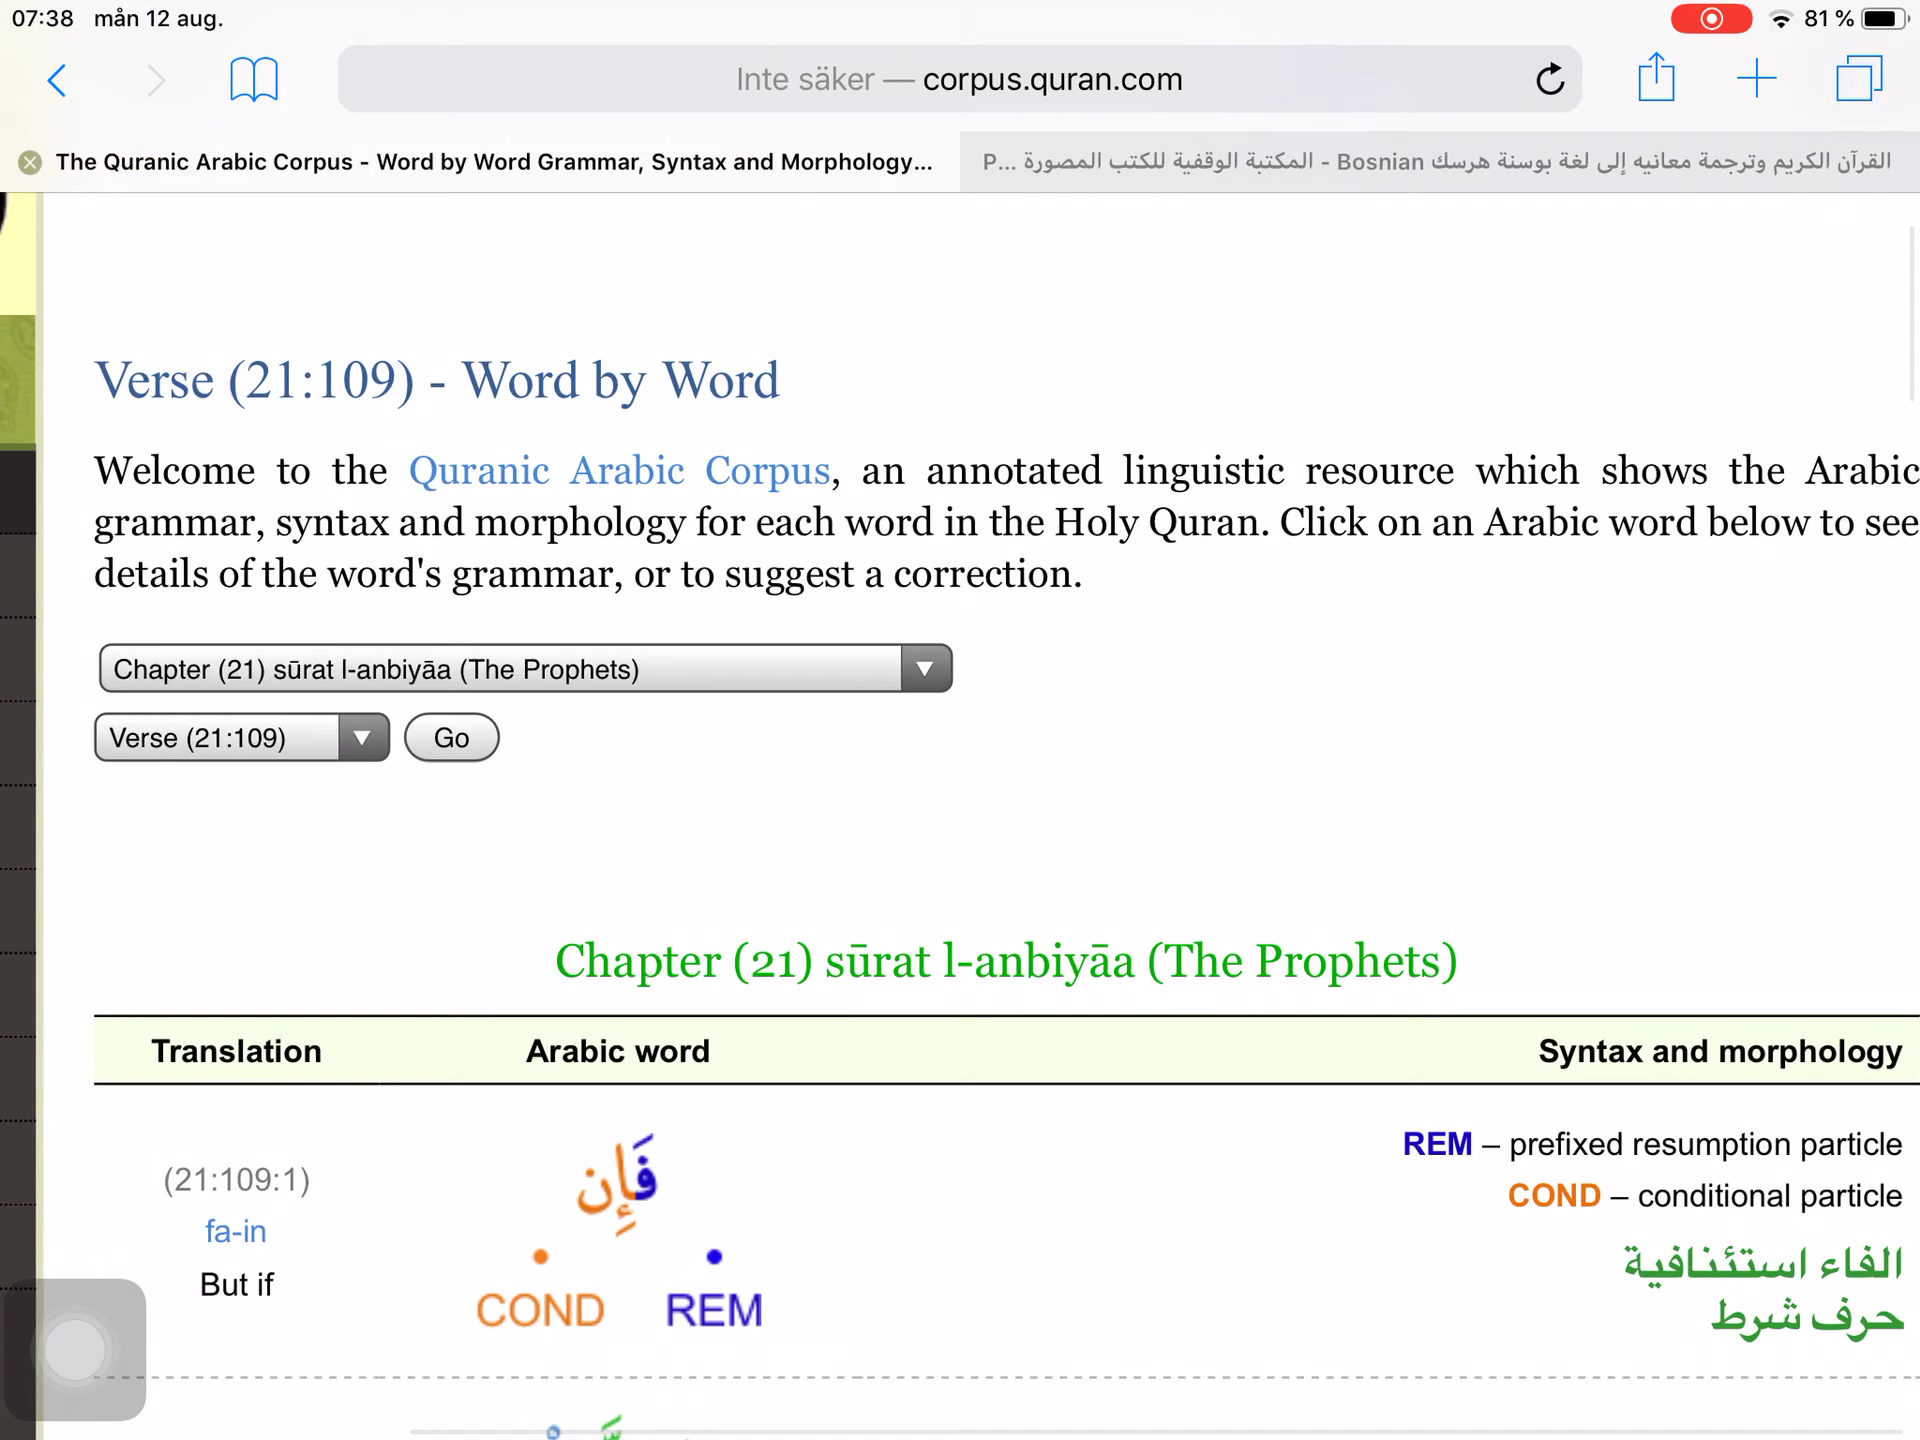 07:38 mån 12 aug.
81 %
Inte säker — corpus.quran.com
The Quranic Arabic Corpus - Word by Word Grammar, Syntax and Morphology...
القرآن الكريم وترجمة معانيه إلى لغة بوسنة هرسك Bosnian - المكتبة الوقفية للكتب المصورة P...
Verse (21:109) - Word by Word
Welcome to the Quranic Arabic Corpus, an annotated linguistic resource which shows the Arabic
grammar, syntax and morphology for each word in the Holy Quran. Click on an Arabic word below to see
details of the word's grammar, or to suggest a correction.
Chapter (21) sūrat l-anbiyāa (The Prophets)
Verse (21:109) Go
Chapter (21) sūrat l-anbiyāa (The Prophets)
Translation Arabic word Syntax and morphology
(21:109:1)
fa-in
But if
فَإِن
COND REM
REM – prefixed resumption particle
COND – conditional particle
الفاء استئنافية
حرف شرط